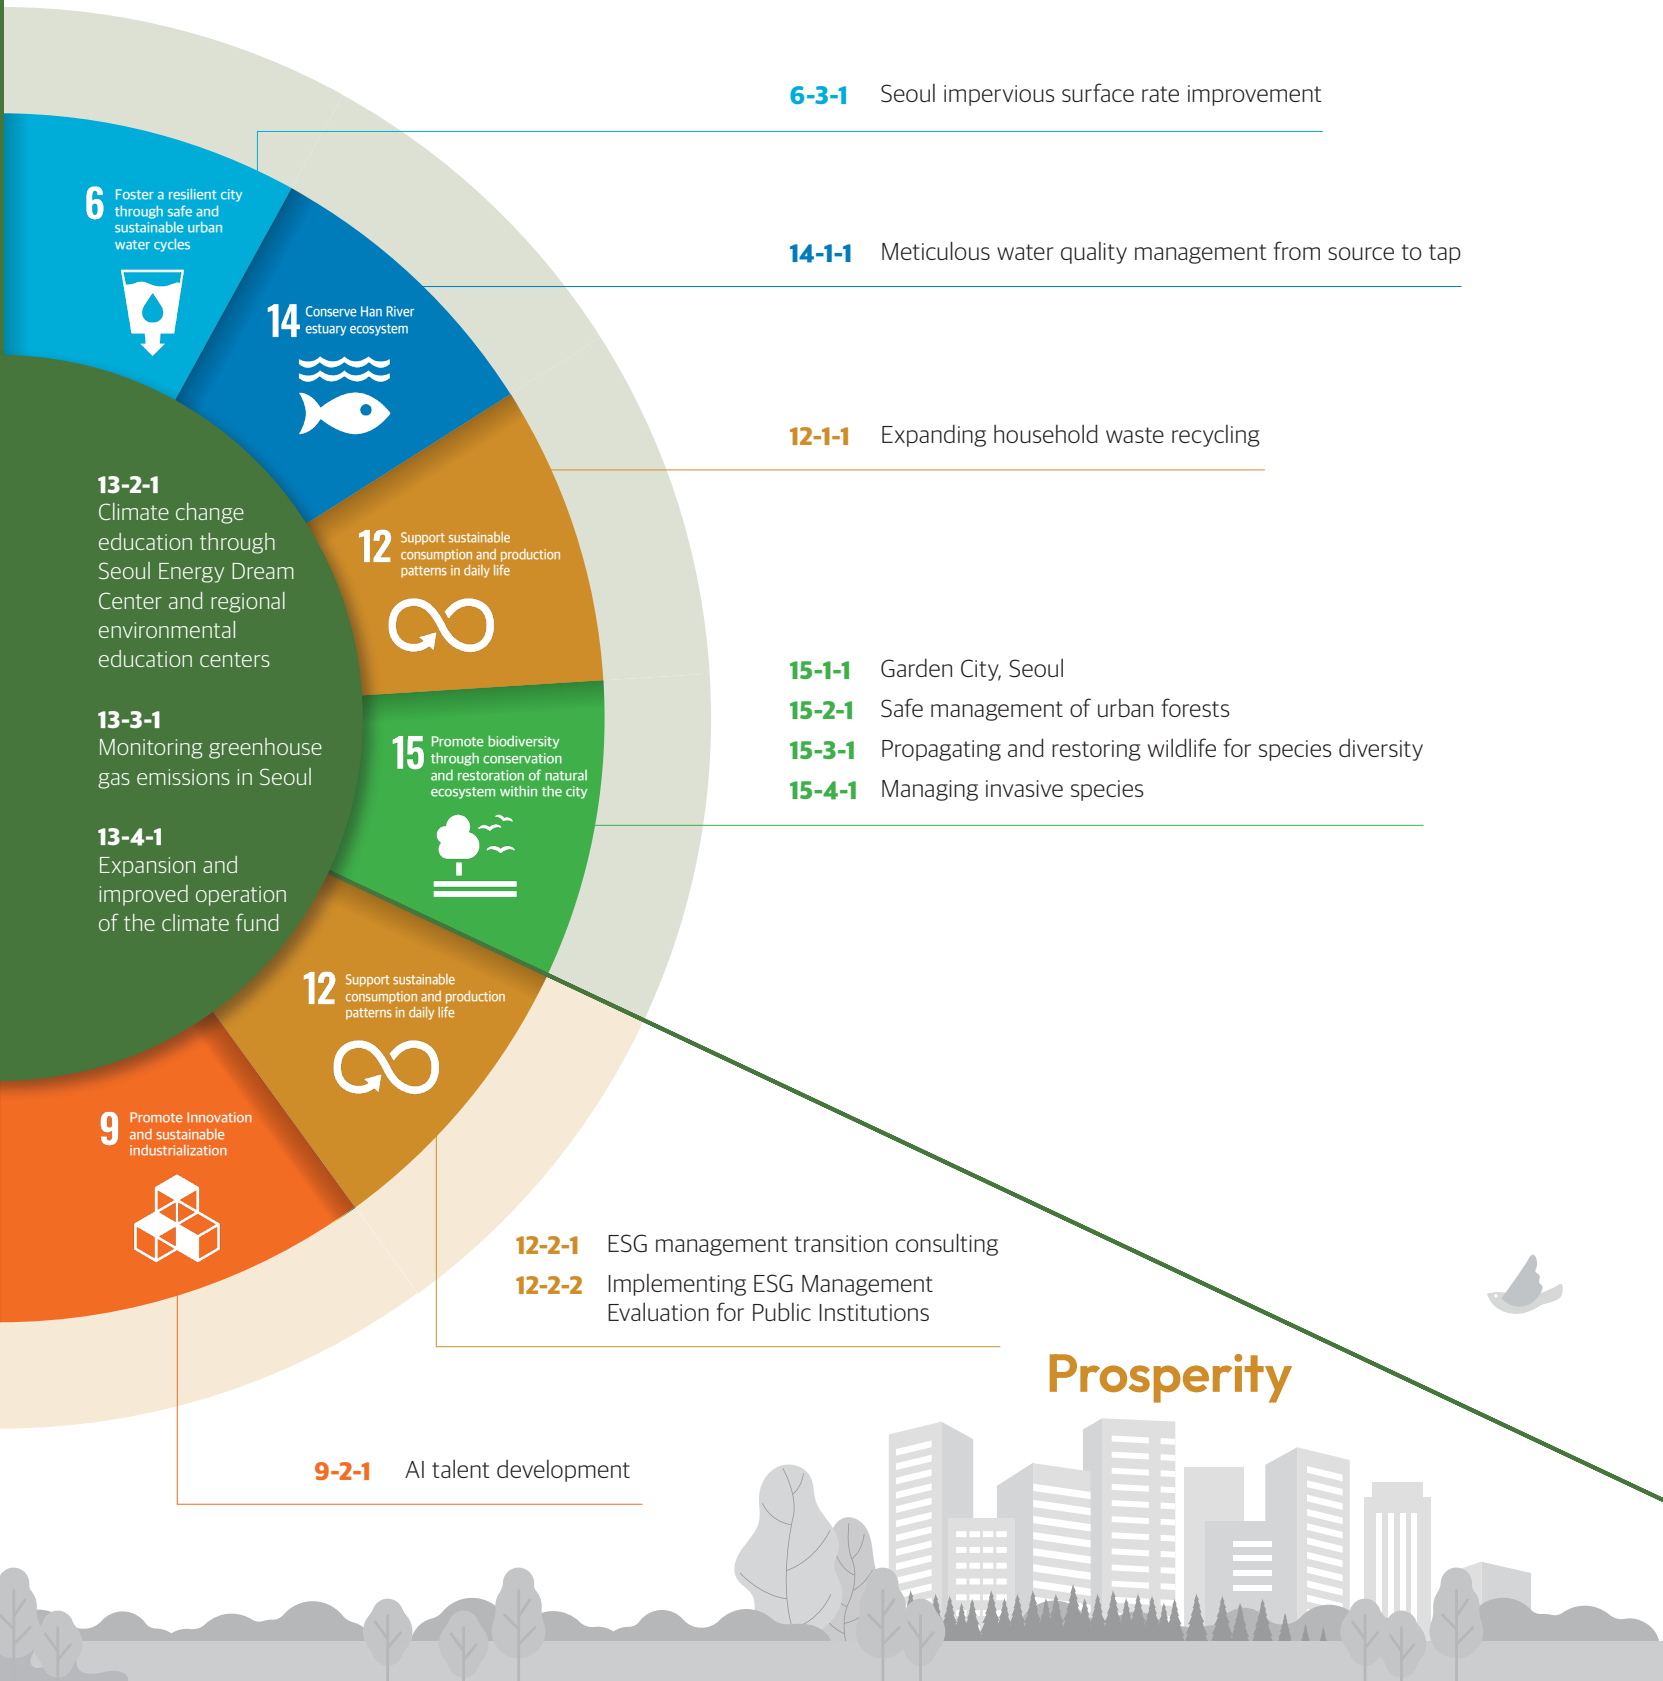 6-3-1 Seoul impervious surface rate improvement
6 Foster a resilient city
through safe and
sustainable urban
water cycles
14-1-1 Meticulous water quality management from source to tap
14 Conserve Han River
estuary ecosystem
12-1-1 Expanding household waste recycling
12 Support sustainable
consumption and production
patterns in daily life
13-2-1
Climate change
education through
Seoul Energy Dream
Center and regional
environmental
education centers
13-3-1
Monitoring greenhouse
gas emissions in Seoul
13-4-1
Expansion and
improved operation
of the climate fund
15-1-1 Garden City, Seoul
15-2-1 Safe management of urban forests
15-3-1 Propagating and restoring wildlife for species diversity
15-4-1 Managing invasive species
15 Promote biodiversity
through conservation
and restoration of natural
ecosystem within the city
12 Support sustainable
consumption and production
patterns in daily life
9 Promote Innovation
and sustainable
industrialization
12-2-1 ESG management transition consulting
12-2-2 Implementing ESG Management
Evaluation for Public Institutions
Prosperity
9-2-1 AI talent development